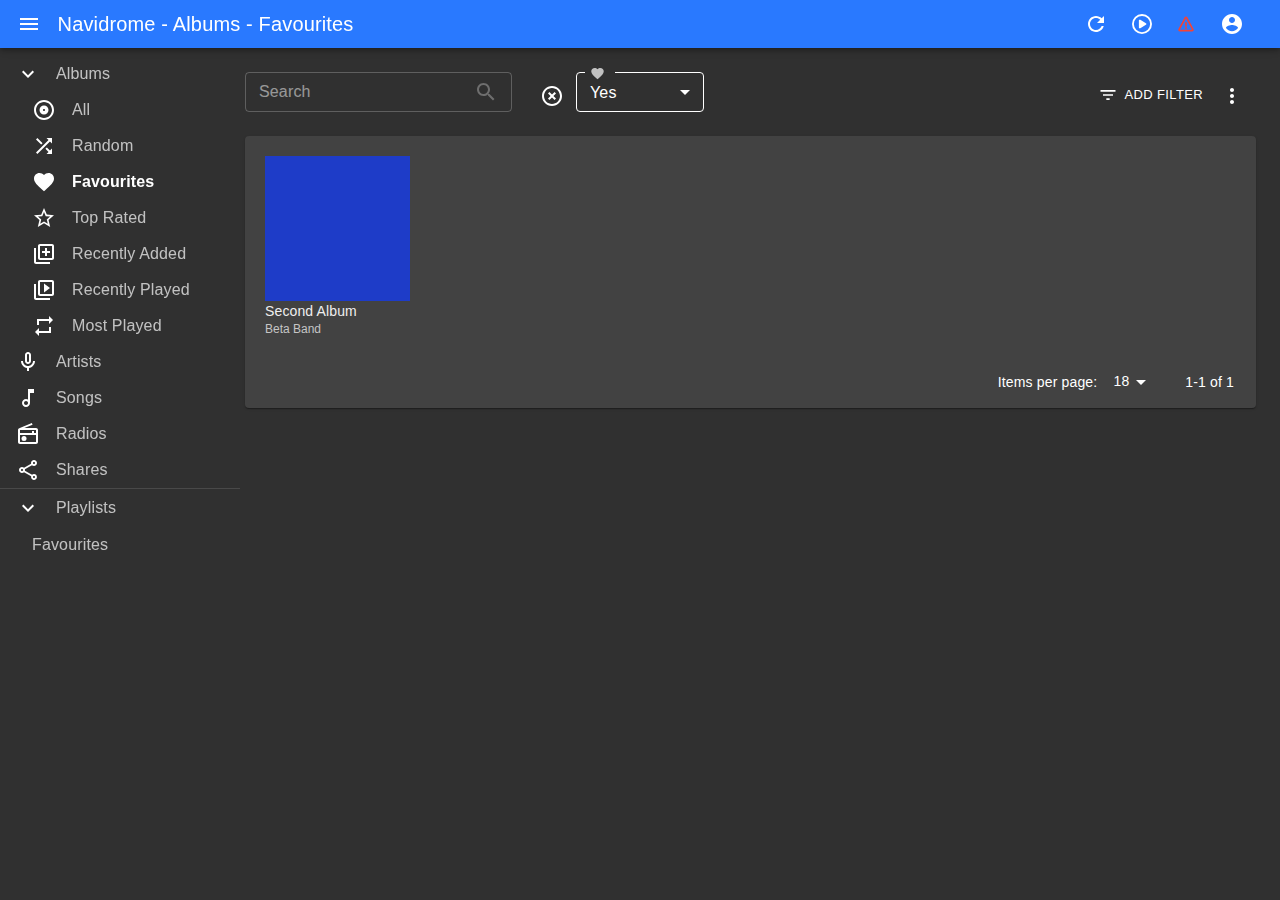 Navidrome - Albums - Favourites
Albums
All
Random
Favourites
Top Rated
Recently Added
Recently Played
Most Played
Artists
Songs
Radios
Shares
Playlists
Favourites
Search
Yes
ADD FILTER
Second Album
Beta Band
Items per page: 18 1-1 of 1